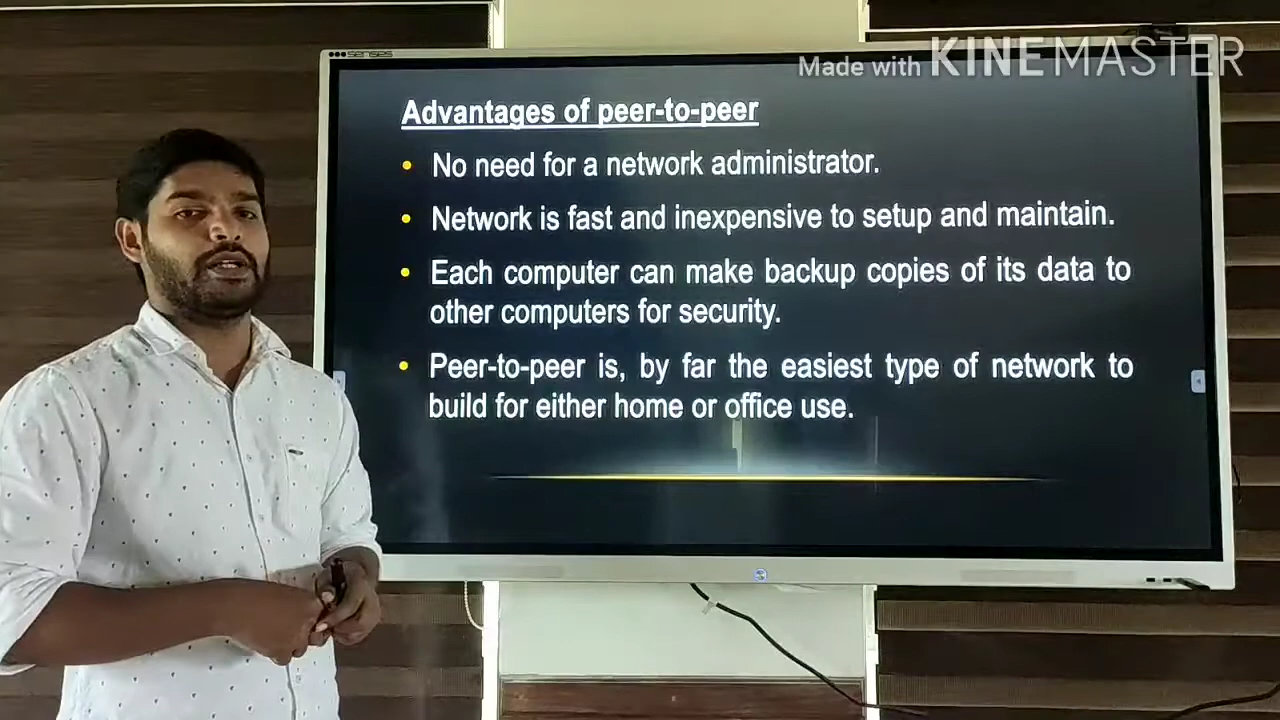 senses
Made with KINEMASTER
Advantages of peer-to-peer
• No need for a network administrator.
• Network is fast and inexpensive to setup and maintain.
• Each computer can make backup copies of its data to
other computers for security.
• Peer-to-peer is, by far the easiest type of network to
build for either home or office use.